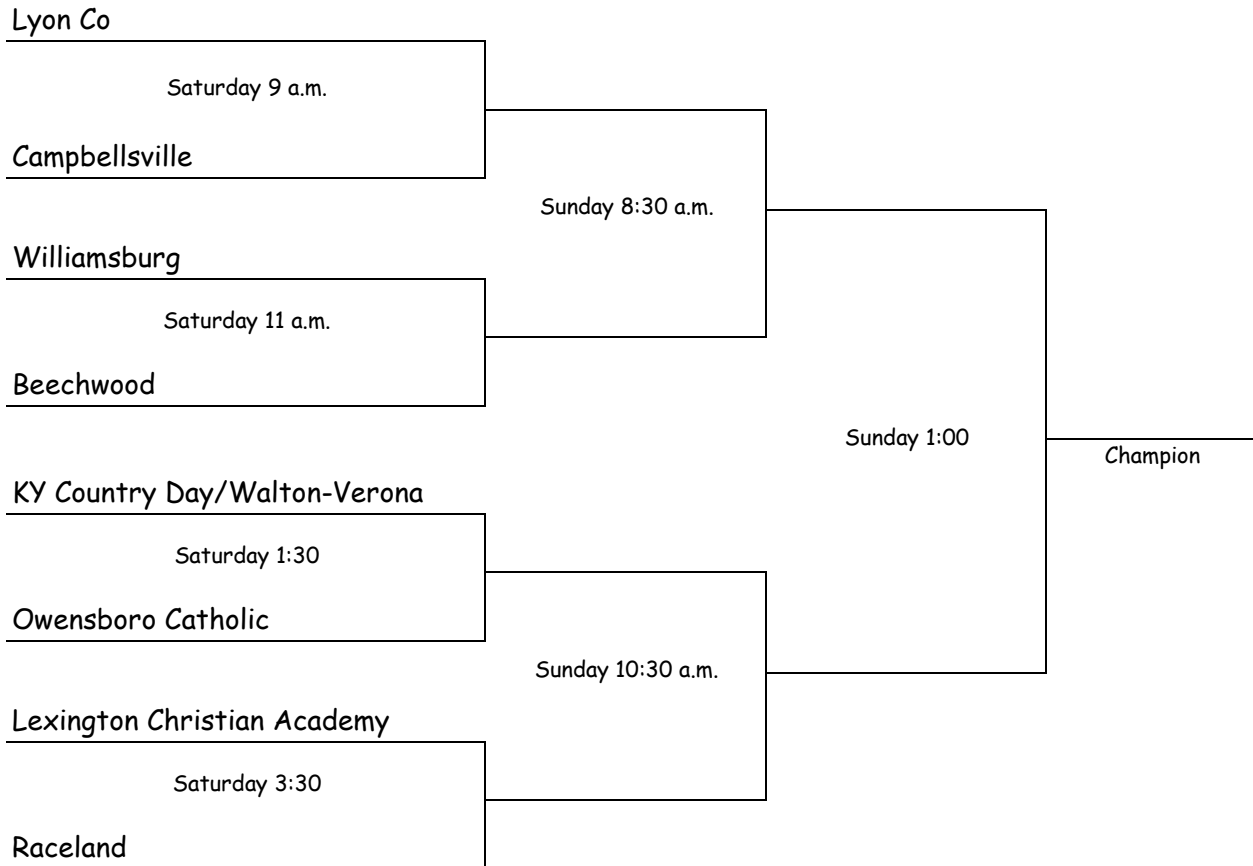 Lyon Co
Saturday 9 a.m.
Campbellsville
Sunday 8:30 a.m.
Williamsburg
Saturday 11 a.m.
Beechwood
Sunday 1:00
Champion
KY Country Day/Walton-Verona
Saturday 1:30
Owensboro Catholic
Sunday 10:30 a.m.
Lexington Christian Academy
Saturday 3:30
Raceland